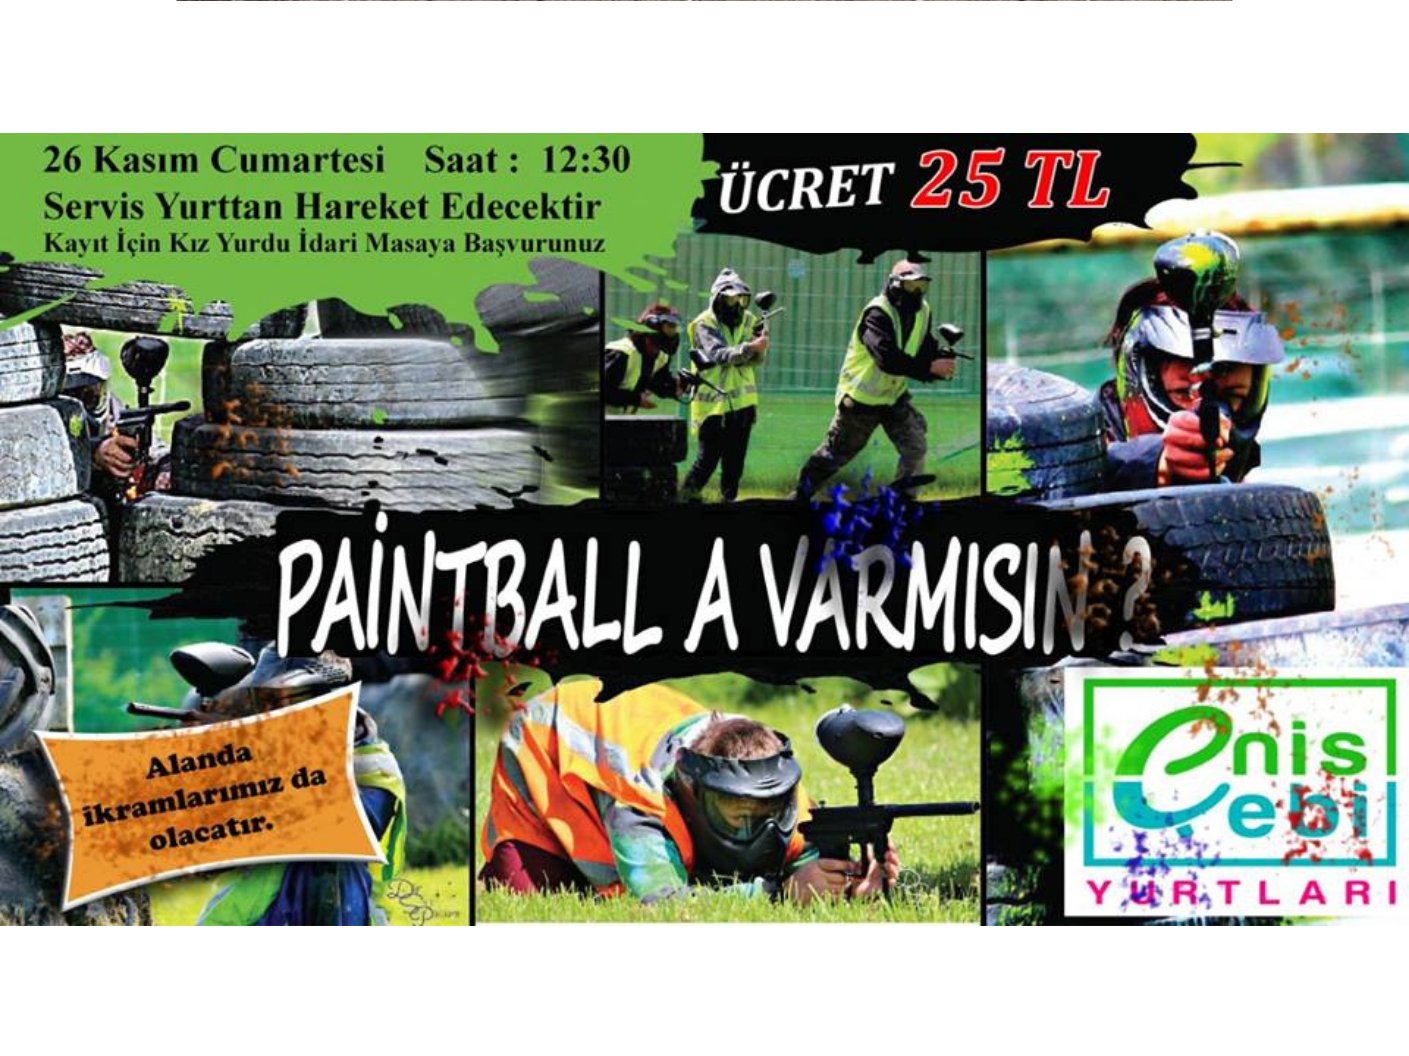 26 Kasım Cumartesi Saat : 12:30
Servis Yurttan Hareket Edecektir
Kayıt İçin Kız Yurdu İdari Masaya Başvurunuz
ÜCRET 25 TL
PAİNTBALL A VARMISIN ?
Alanda
ikramlarımız da
olacatır.
enis
Çebi
YURTLARI